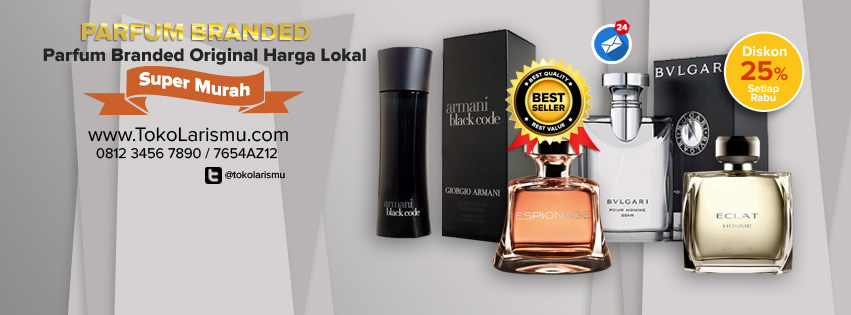 PARFUM BRANDED
Parfum Branded Original Harga Lokal
Super Murah
www.TokoLarismu.com
0812 3456 7890 / 7654AZ12
@tokolarismu
armani
black code
armani
black code
GIORGIO ARMANI
BEST QUALITY
BEST
SELLER
BEST VALUE
ESPIONAGE
24
BVLGARI
POUR HOMME
SOIR
BVLGARI
ECLAT
HOMME
Diskon
25%
Setiap
Rabu